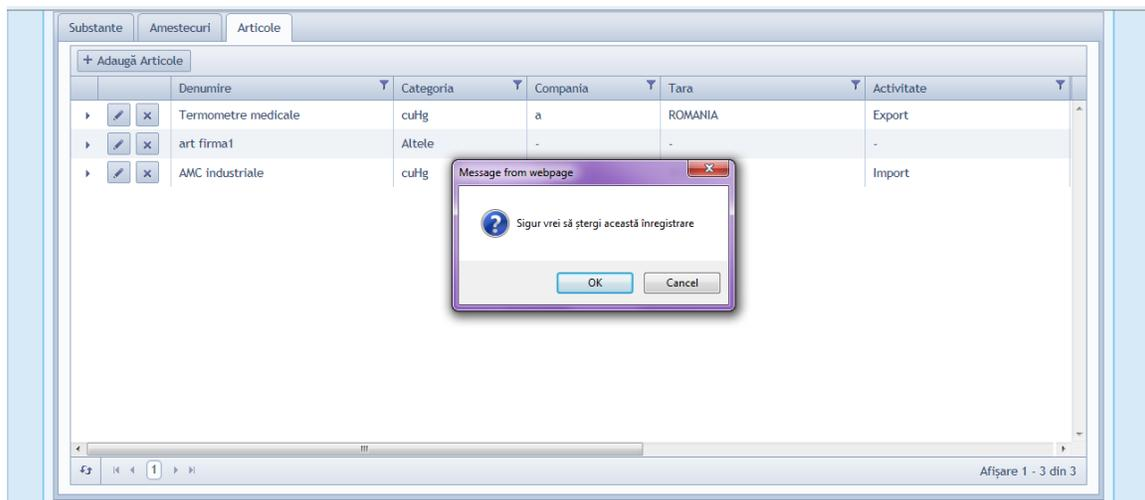 Substante Amestecuri Articole
+ Adaugă Articole
Denumire Categoria Compania Tara Activitate
Termometre medicale cuHg a ROMANIA Export
art firma1 Altele - - -
AMC industriale cuHg Import
Message from webpage
Sigur vrei să ștergi această înregistrare
OK Cancel
1 Afișare 1 - 3 din 3